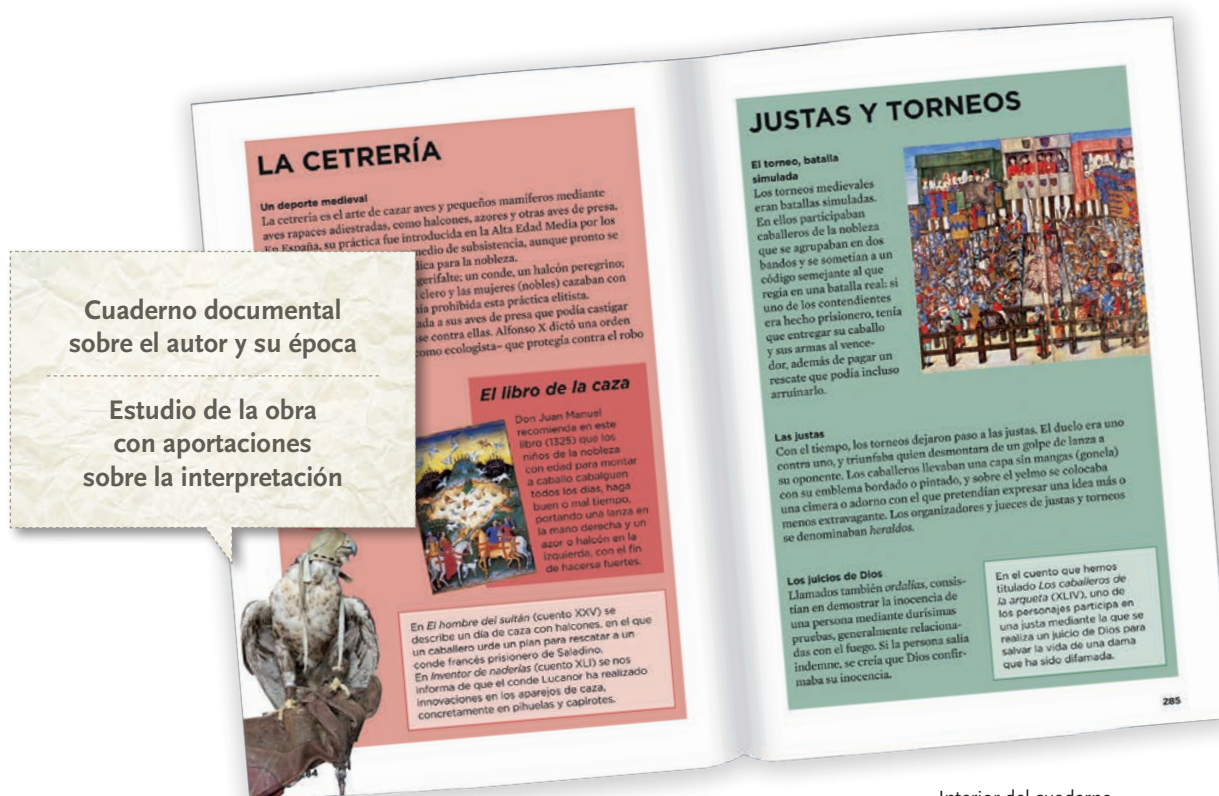 LA CETRERÍA
Un deporte medieval
La cetrería es el arte de cazar aves y pequeños mamíferos mediante
aves rapaces adiestradas, como halcones, azores y otras aves de presa.
En España, su práctica fue introducida en la Alta Edad Media por los
medio de subsistencia, aunque pronto se
para la nobleza.
gerifalte; un conde, un halcón peregrino;
clero y las mujeres (nobles) cazaban con
prohibida esta práctica elitista.
a sus aves de presa que podía castigar
contra ellas. Alfonso X dictó una orden
como ecologista– que protegía contra el robo
El libro de la caza
Don Juan Manuel
recomienda en este
libro (1325) que los
niños de la nobleza
con edad para montar
a caballo cabalguen
todos los días, haga
buen o mal tiempo,
portando una lanza en
la mano derecha y un
azor o halcón en la
izquierda, con el fin
de hacerse fuertes.
En El hombre del sultán (cuento XXV) se
describe un día de caza con halcones, en el que
un caballero urde un plan para rescatar a un
conde francés prisionero de Saladino.
En Inventor de naderías (cuento XLI) se nos
informa de que el conde Lucanor ha realizado
innovaciones en los aparejos de caza,
concretamente en pihuelas y capirotes.
Cuaderno documental
sobre el autor y su época
Estudio de la obra
con aportaciones
sobre la interpretación
JUSTAS Y TORNEOS
El torneo, batalla
simulada
Los torneos medievales
eran batallas simuladas.
En ellos participaban
caballeros de la nobleza
que se agrupaban en dos
bandos y se sometían a un
código semejante al que
regía en una batalla real: si
uno de los contendientes
era hecho prisionero, tenía
que entregar su caballo
y sus armas al vence-
dor, además de pagar un
rescate que podía incluso
arruinarlo.
Las justas
Con el tiempo, los torneos dejaron paso a las justas. El duelo era uno
contra uno, y triunfaba quien desmontara de un golpe de lanza a
su oponente. Los caballeros llevaban una capa sin mangas (gonela)
con su emblema bordado o pintado, y sobre el yelmo se colocaba
una cimera o adorno con el que pretendían expresar una idea más o
menos extravagante. Los organizadores y jueces de justas y torneos
se denominaban heraldos.
Los juicios de Dios
Llamados también ordalías, consis-
tían en demostrar la inocencia de
una persona mediante durísimas
pruebas, generalmente relaciona-
das con el fuego. Si la persona salía
indemne, se creía que Dios confir-
maba su inocencia.
En el cuento que hemos
titulado Los caballeros de
la arqueta (XLIV), uno de
los personajes participa en
una justa mediante la que se
realiza un juicio de Dios para
salvar la vida de una dama
que ha sido difamada.
285